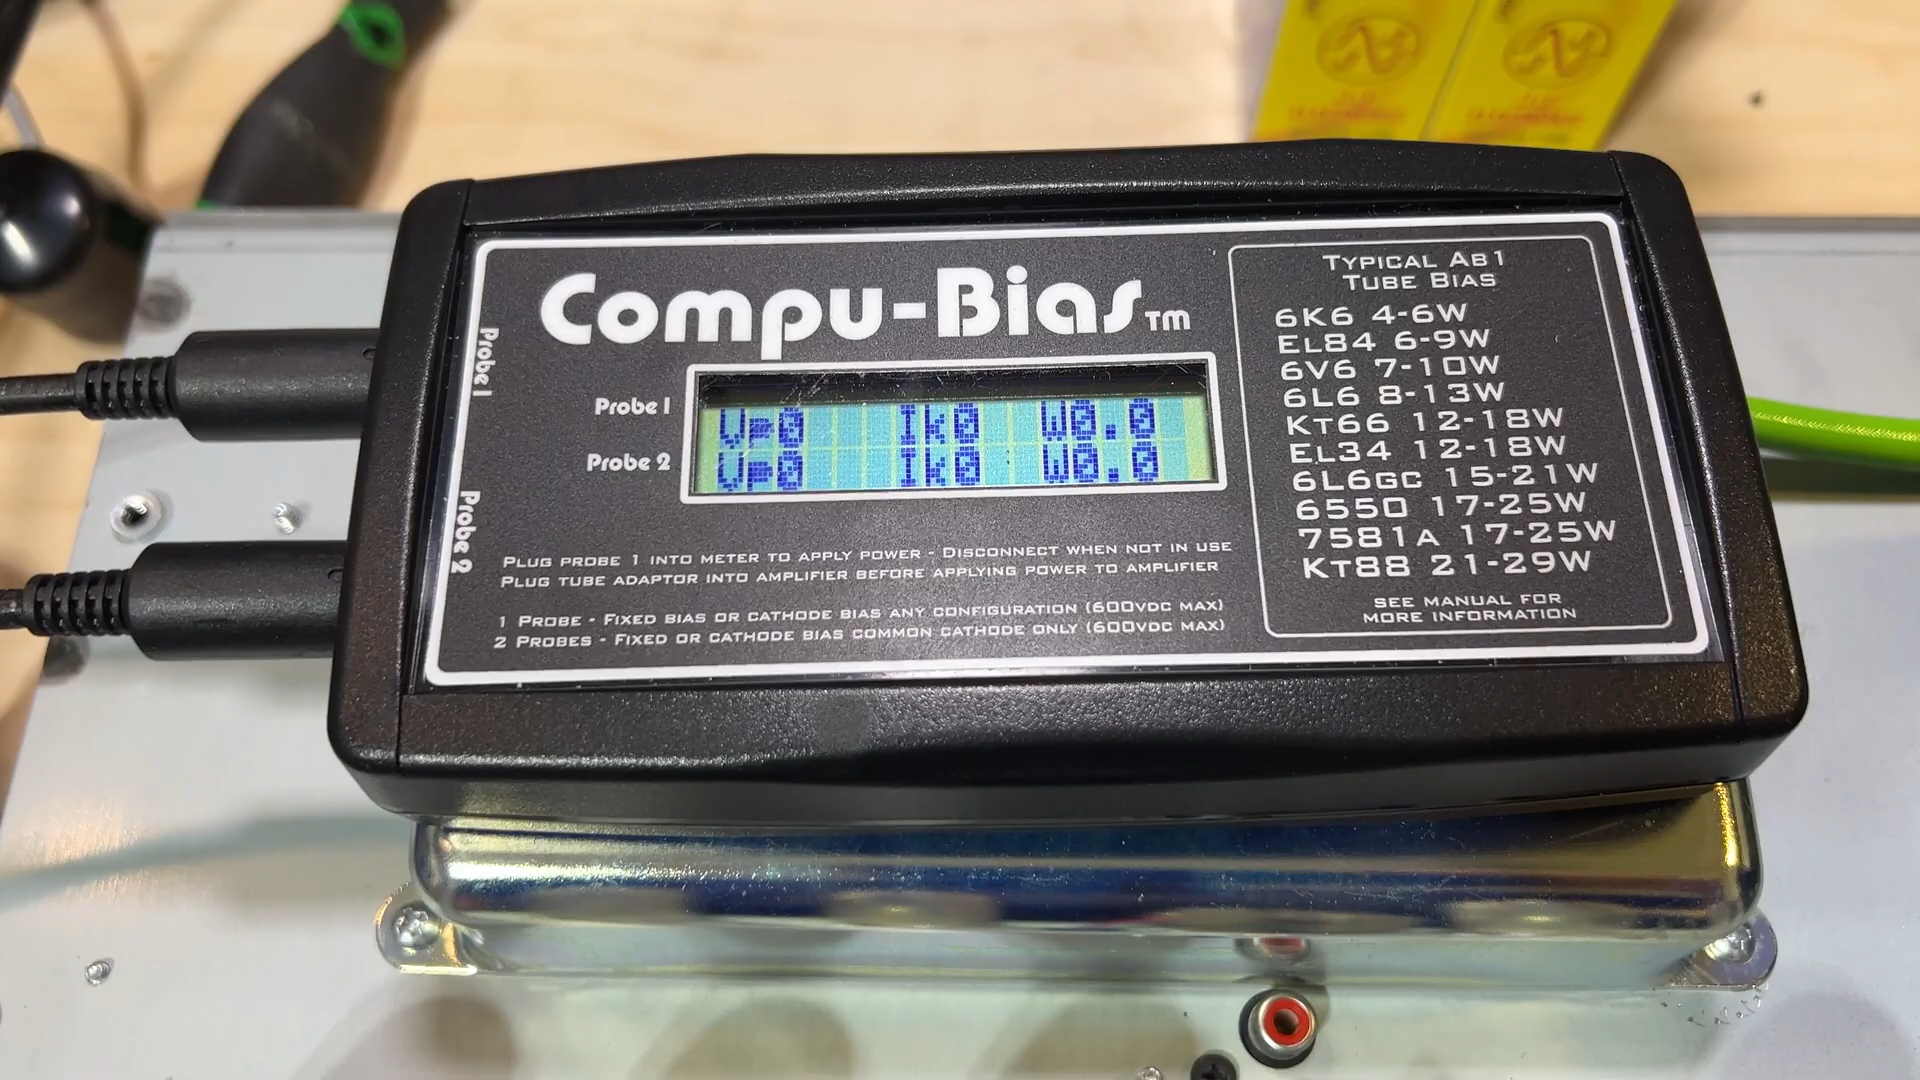 Compu-Bias™
Probe 1
Probe 2
Probe 1
Vp0 Ik0 W0.0
Probe 2
Vp0 Ik0 W0.0
Plug probe 1 into meter to apply power - Disconnect when not in use
Plug tube adaptor into amplifier before applying power to amplifier
1 Probe - Fixed bias or cathode bias any configuration (600vdc max)
2 Probes - Fixed or cathode bias common cathode only (600vdc max)
Typical Ab1
Tube Bias
6K6 4-6W
El84 6-9W
6V6 7-10W
6L6 8-13W
Kt66 12-18W
El34 12-18W
6L6gc 15-21W
6550 17-25W
7581a 17-25W
Kt88 21-29W
see manual for
more information